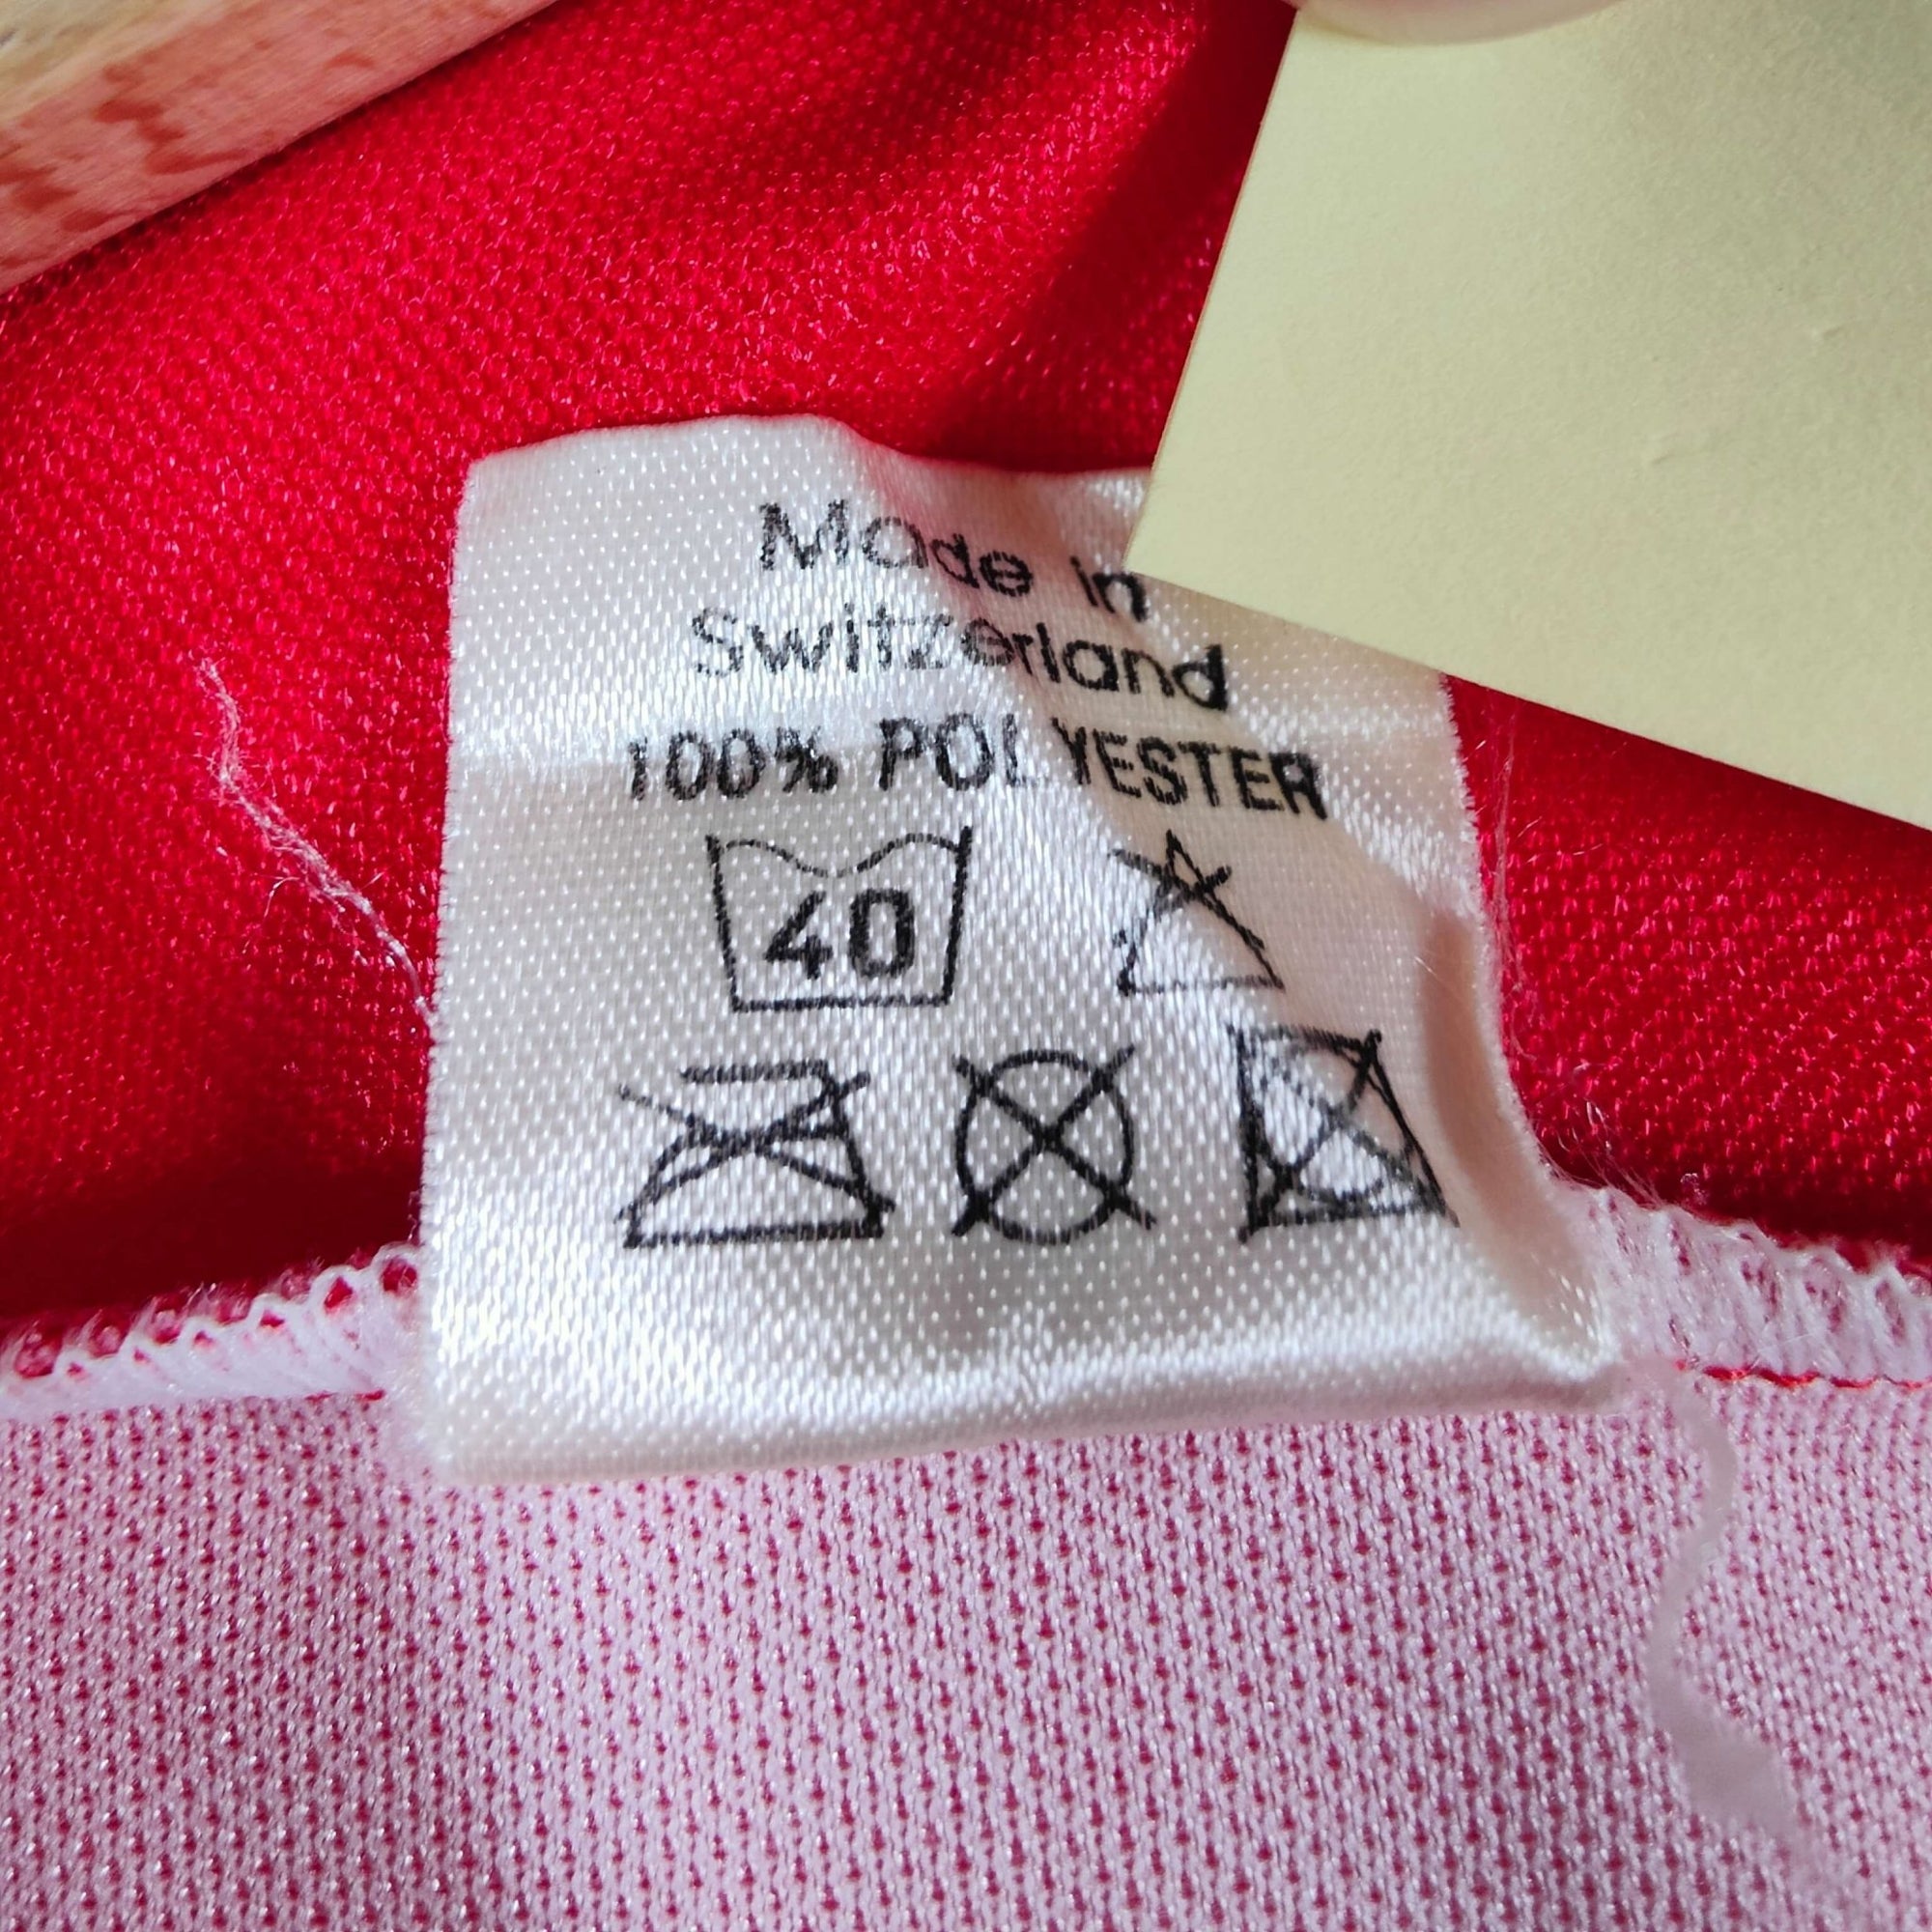 Made in
Switzerland
100% POLYESTER
40